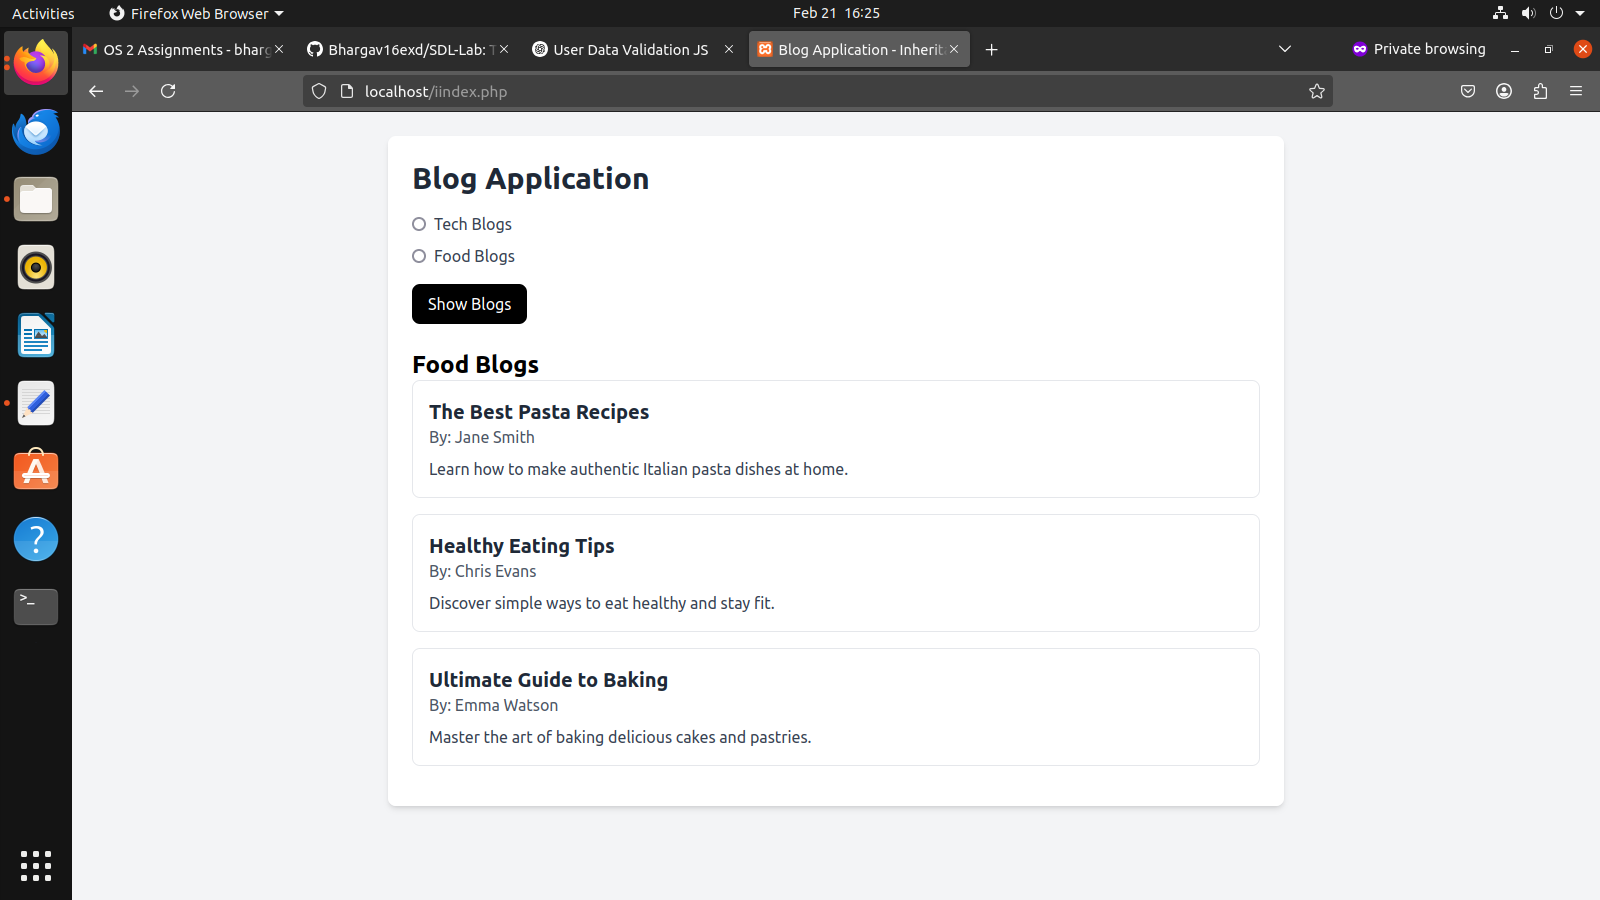 Activities
Firefox Web Browser
Feb 21 16:25
OS 2 Assignments - bharg
Bhargav16exd/SDL-Lab: T
User Data Validation JS
Blog Application - Inherit
Private browsing
localhost/iindex.php
Blog Application
Tech Blogs
Food Blogs
Show Blogs
Food Blogs
The Best Pasta Recipes
By: Jane Smith
Learn how to make authentic Italian pasta dishes at home.
Healthy Eating Tips
By: Chris Evans
Discover simple ways to eat healthy and stay fit.
Ultimate Guide to Baking
By: Emma Watson
Master the art of baking delicious cakes and pastries.